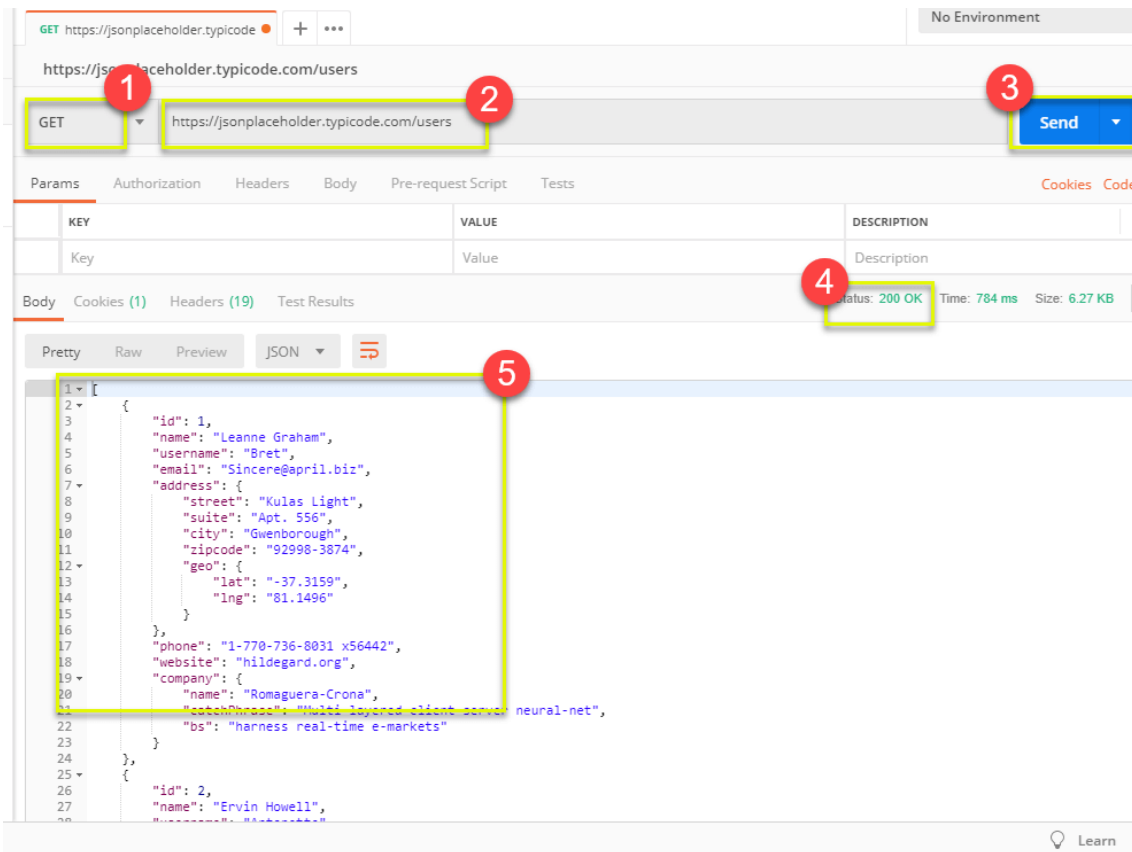 GET https://jsonplaceholder.typicode + ••• No Environment
https://jsonplaceholder.typicode.com/users
1 2 3
GET https://jsonplaceholder.typicode.com/users Send
Params Authorization Headers Body Pre-request Script Tests Cookies Code
KEY VALUE DESCRIPTION
Key Value Description
4
Body Cookies (1) Headers (19) Test Results Status: 200 OK Time: 784 ms Size: 6.27 KB
Pretty Raw Preview JSON
5
1 [
2 {
3 "id": 1,
4 "name": "Leanne Graham",
5 "username": "Bret",
6 "email": "Sincere@april.biz",
7 "address": {
8 "street": "Kulas Light",
9 "suite": "Apt. 556",
10 "city": "Gwenborough",
11 "zipcode": "92998-3874",
12 "geo": {
13 "lat": "-37.3159",
14 "lng": "81.1496"
15 }
16 },
17 "phone": "1-770-736-8031 x56442",
18 "website": "hildegard.org",
19 "company": {
20 "name": "Romaguera-Crona",
21 "catchPhrase": "Multi-layered client-server neural-net",
22 "bs": "harness real-time e-markets"
23 }
24 },
25 {
26 "id": 2,
27 "name": "Ervin Howell",
28 "username": "Antonette"
Learn